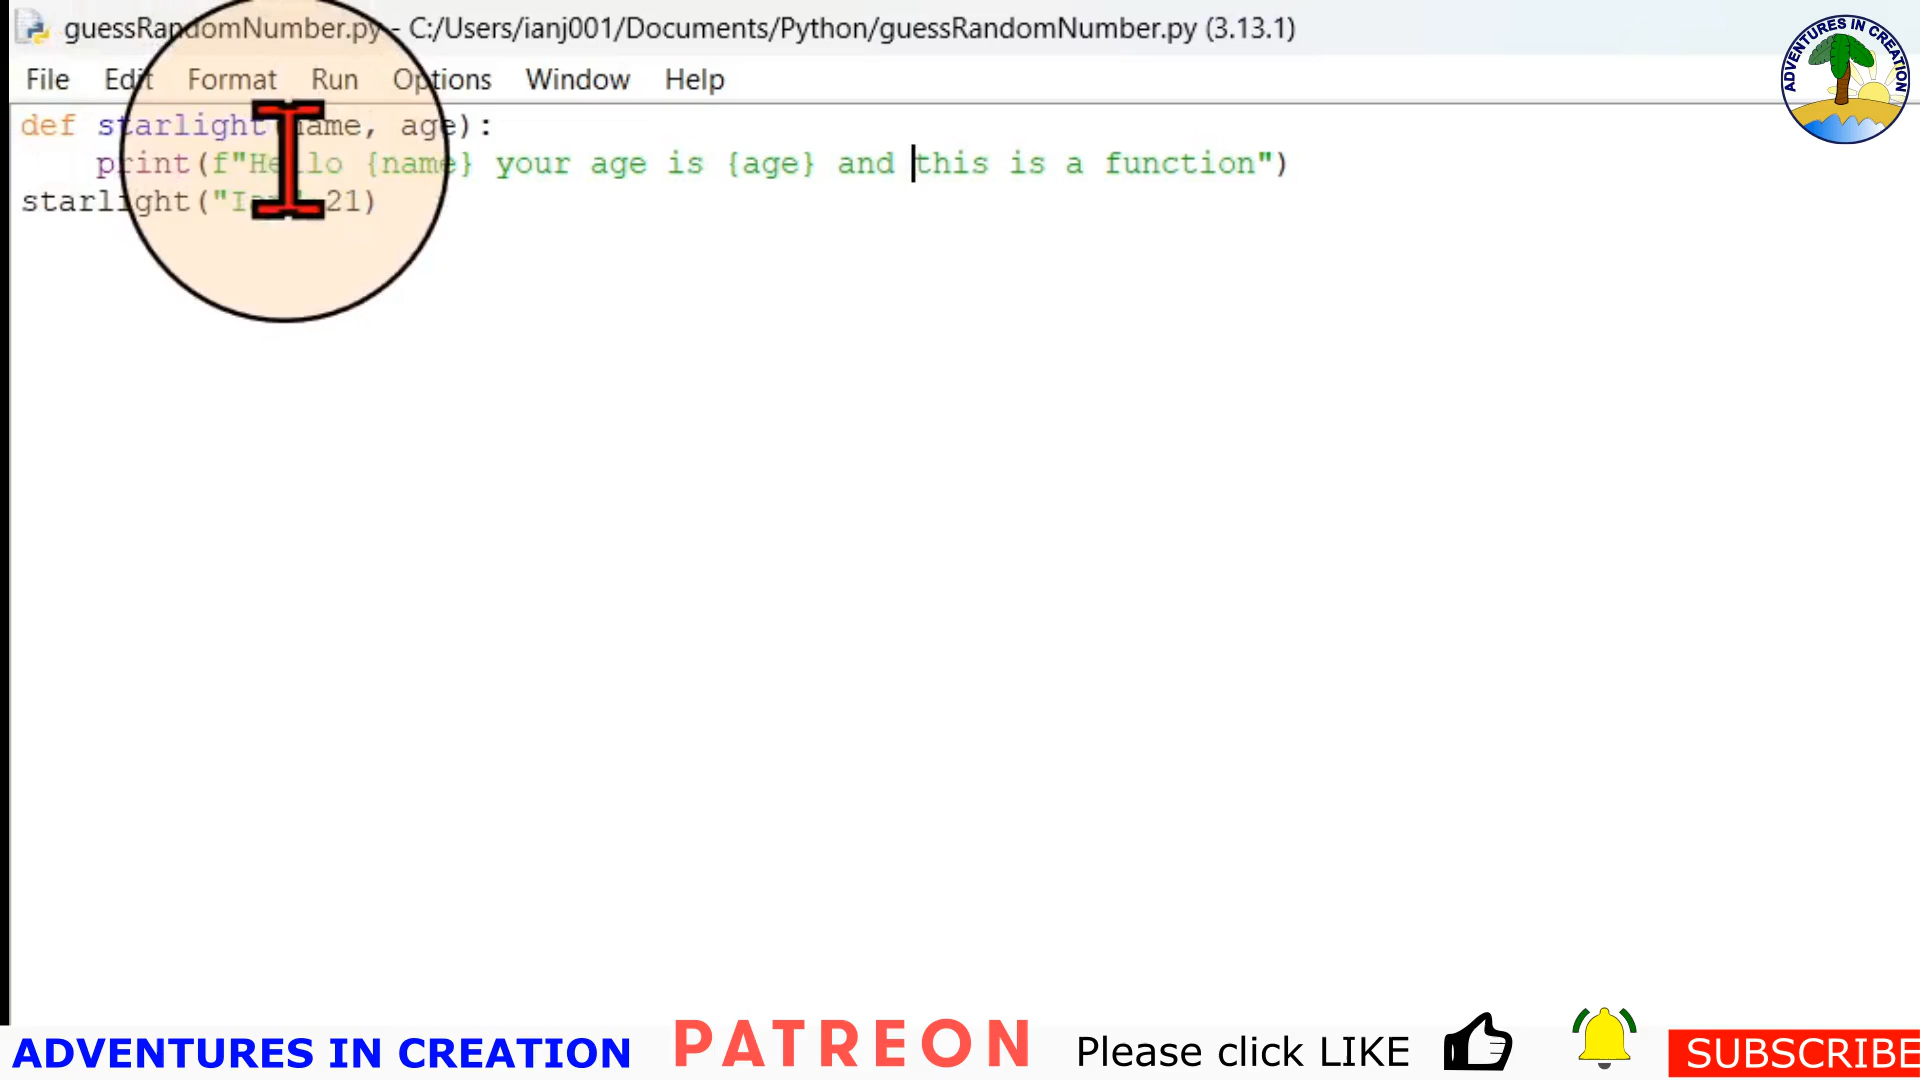 guessRandomNumber.py - C:/Users/ianj001/Documents/Python/guessRandomNumber.py (3.13.1)
File Edit Format Run Options Window Help
def starlight(name, age):
print(f"Hello {name} your age is {age} and this is a function")
starlight("Ian", 21)
ADVENTURES IN CREATION
ADVENTURES IN CREATION PATREON Please click LIKE SUBSCRIBE